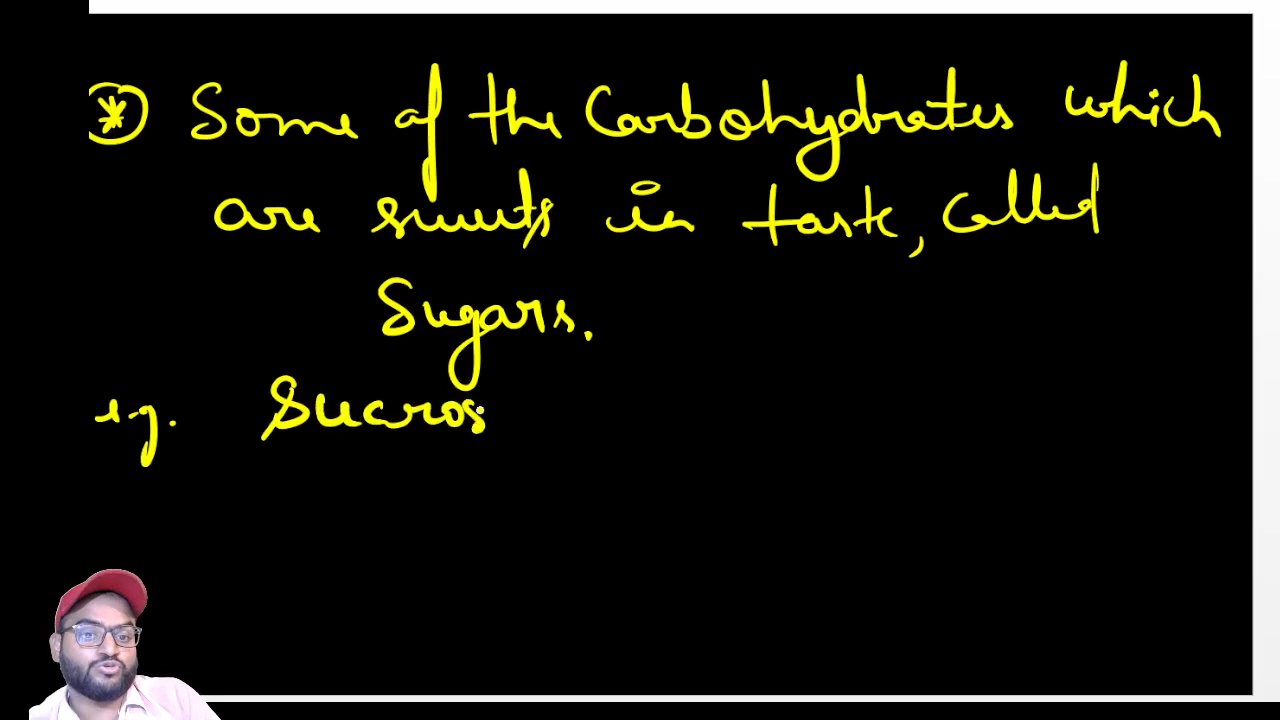 * Some of the Carbohydrates which
are sweets in taste, called
Sugars.
e.g. Sucros